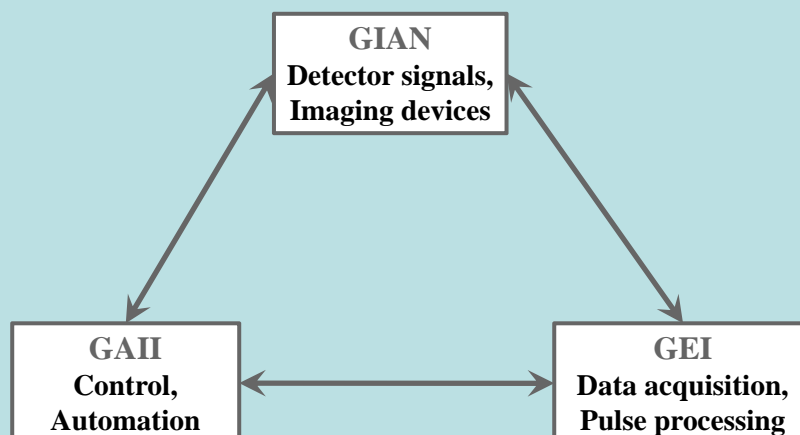 GIAN
Detector signals,
Imaging devices
GAII
Control,
Automation
GEI
Data acquisition,
Pulse processing